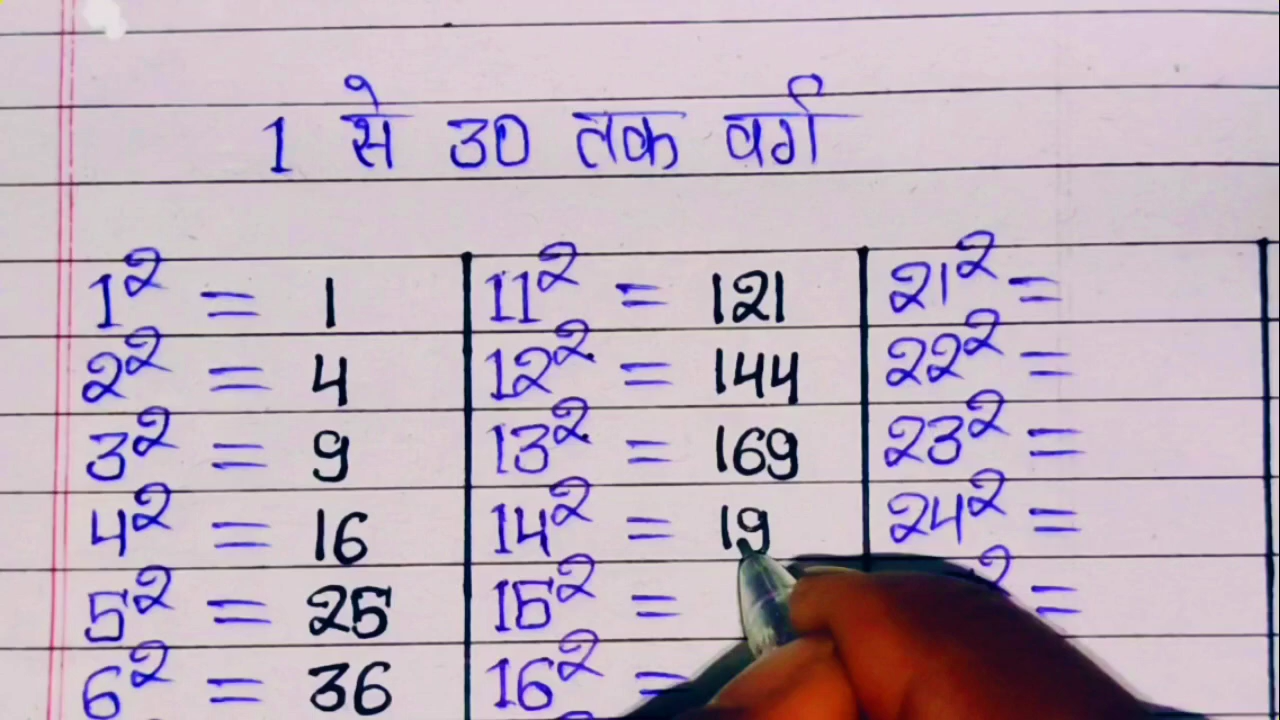 1 से 30 तक वर्ग
1² = 1
2² = 4
3² = 9
4² = 16
5² = 25
6² = 36
11² = 121
12² = 144
13² = 169
14² = 19
15² =
16² =
21² =
22² =
23² =
24² =
² =